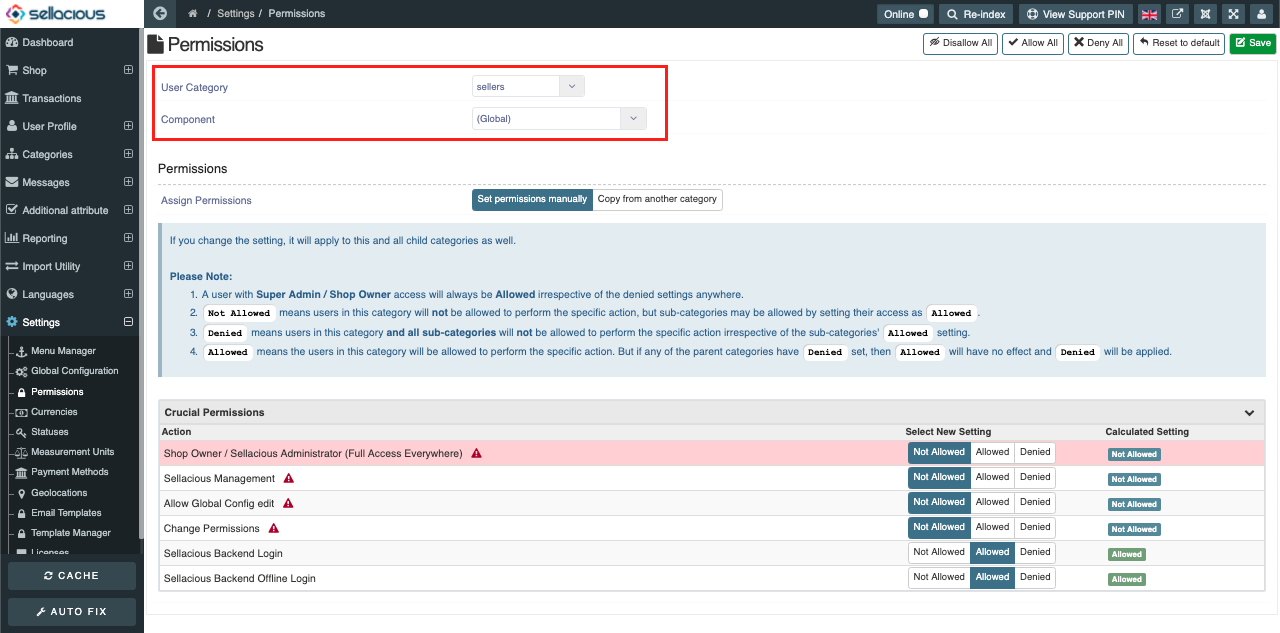 sellacious
/ Settings / Permissions
Online
Re-index
View Support PIN
Dashboard
Shop
Transactions
User Profile
Categories
Messages
Additional attribute
Reporting
Import Utility
Languages
Settings
Menu Manager
Global Configuration
Permissions
Currencies
Statuses
Measurement Units
Payment Methods
Geolocations
Email Templates
Template Manager
Licenses
CACHE
AUTO FIX
Permissions
Disallow All
Allow All
Deny All
Reset to default
Save
User Category sellers
Component (Global)
Permissions
Assign Permissions Set permissions manually Copy from another category
If you change the setting, it will apply to this and all child categories as well.
Please Note:
1. A user with Super Admin / Shop Owner access will always be Allowed irrespective of the denied settings anywhere.
2. Not Allowed means users in this category will not be allowed to perform the specific action, but sub-categories may be allowed by setting their access as Allowed .
3. Denied means users in this category and all sub-categories will not be allowed to perform the specific action irrespective of the sub-categories' Allowed setting.
4. Allowed means the users in this category will be allowed to perform the specific action. But if any of the parent categories have Denied set, then Allowed will have no effect and Denied will be applied.
Crucial Permissions
Action Select New Setting Calculated Setting
Shop Owner / Sellacious Administrator (Full Access Everywhere) Not Allowed Allowed Denied Not Allowed
Sellacious Management Not Allowed Allowed Denied Not Allowed
Allow Global Config edit Not Allowed Allowed Denied Not Allowed
Change Permissions Not Allowed Allowed Denied Not Allowed
Sellacious Backend Login Not Allowed Allowed Denied Allowed
Sellacious Backend Offline Login Not Allowed Allowed Denied Allowed